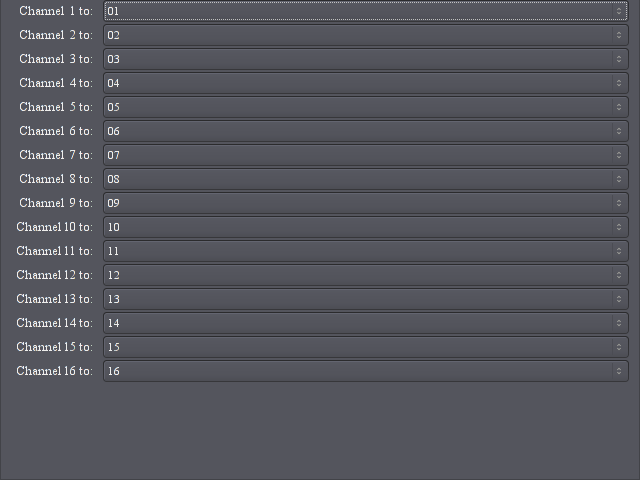 Channel 1 to: 01
Channel 2 to: 02
Channel 3 to: 03
Channel 4 to: 04
Channel 5 to: 05
Channel 6 to: 06
Channel 7 to: 07
Channel 8 to: 08
Channel 9 to: 09
Channel 10 to: 10
Channel 11 to: 11
Channel 12 to: 12
Channel 13 to: 13
Channel 14 to: 14
Channel 15 to: 15
Channel 16 to: 16